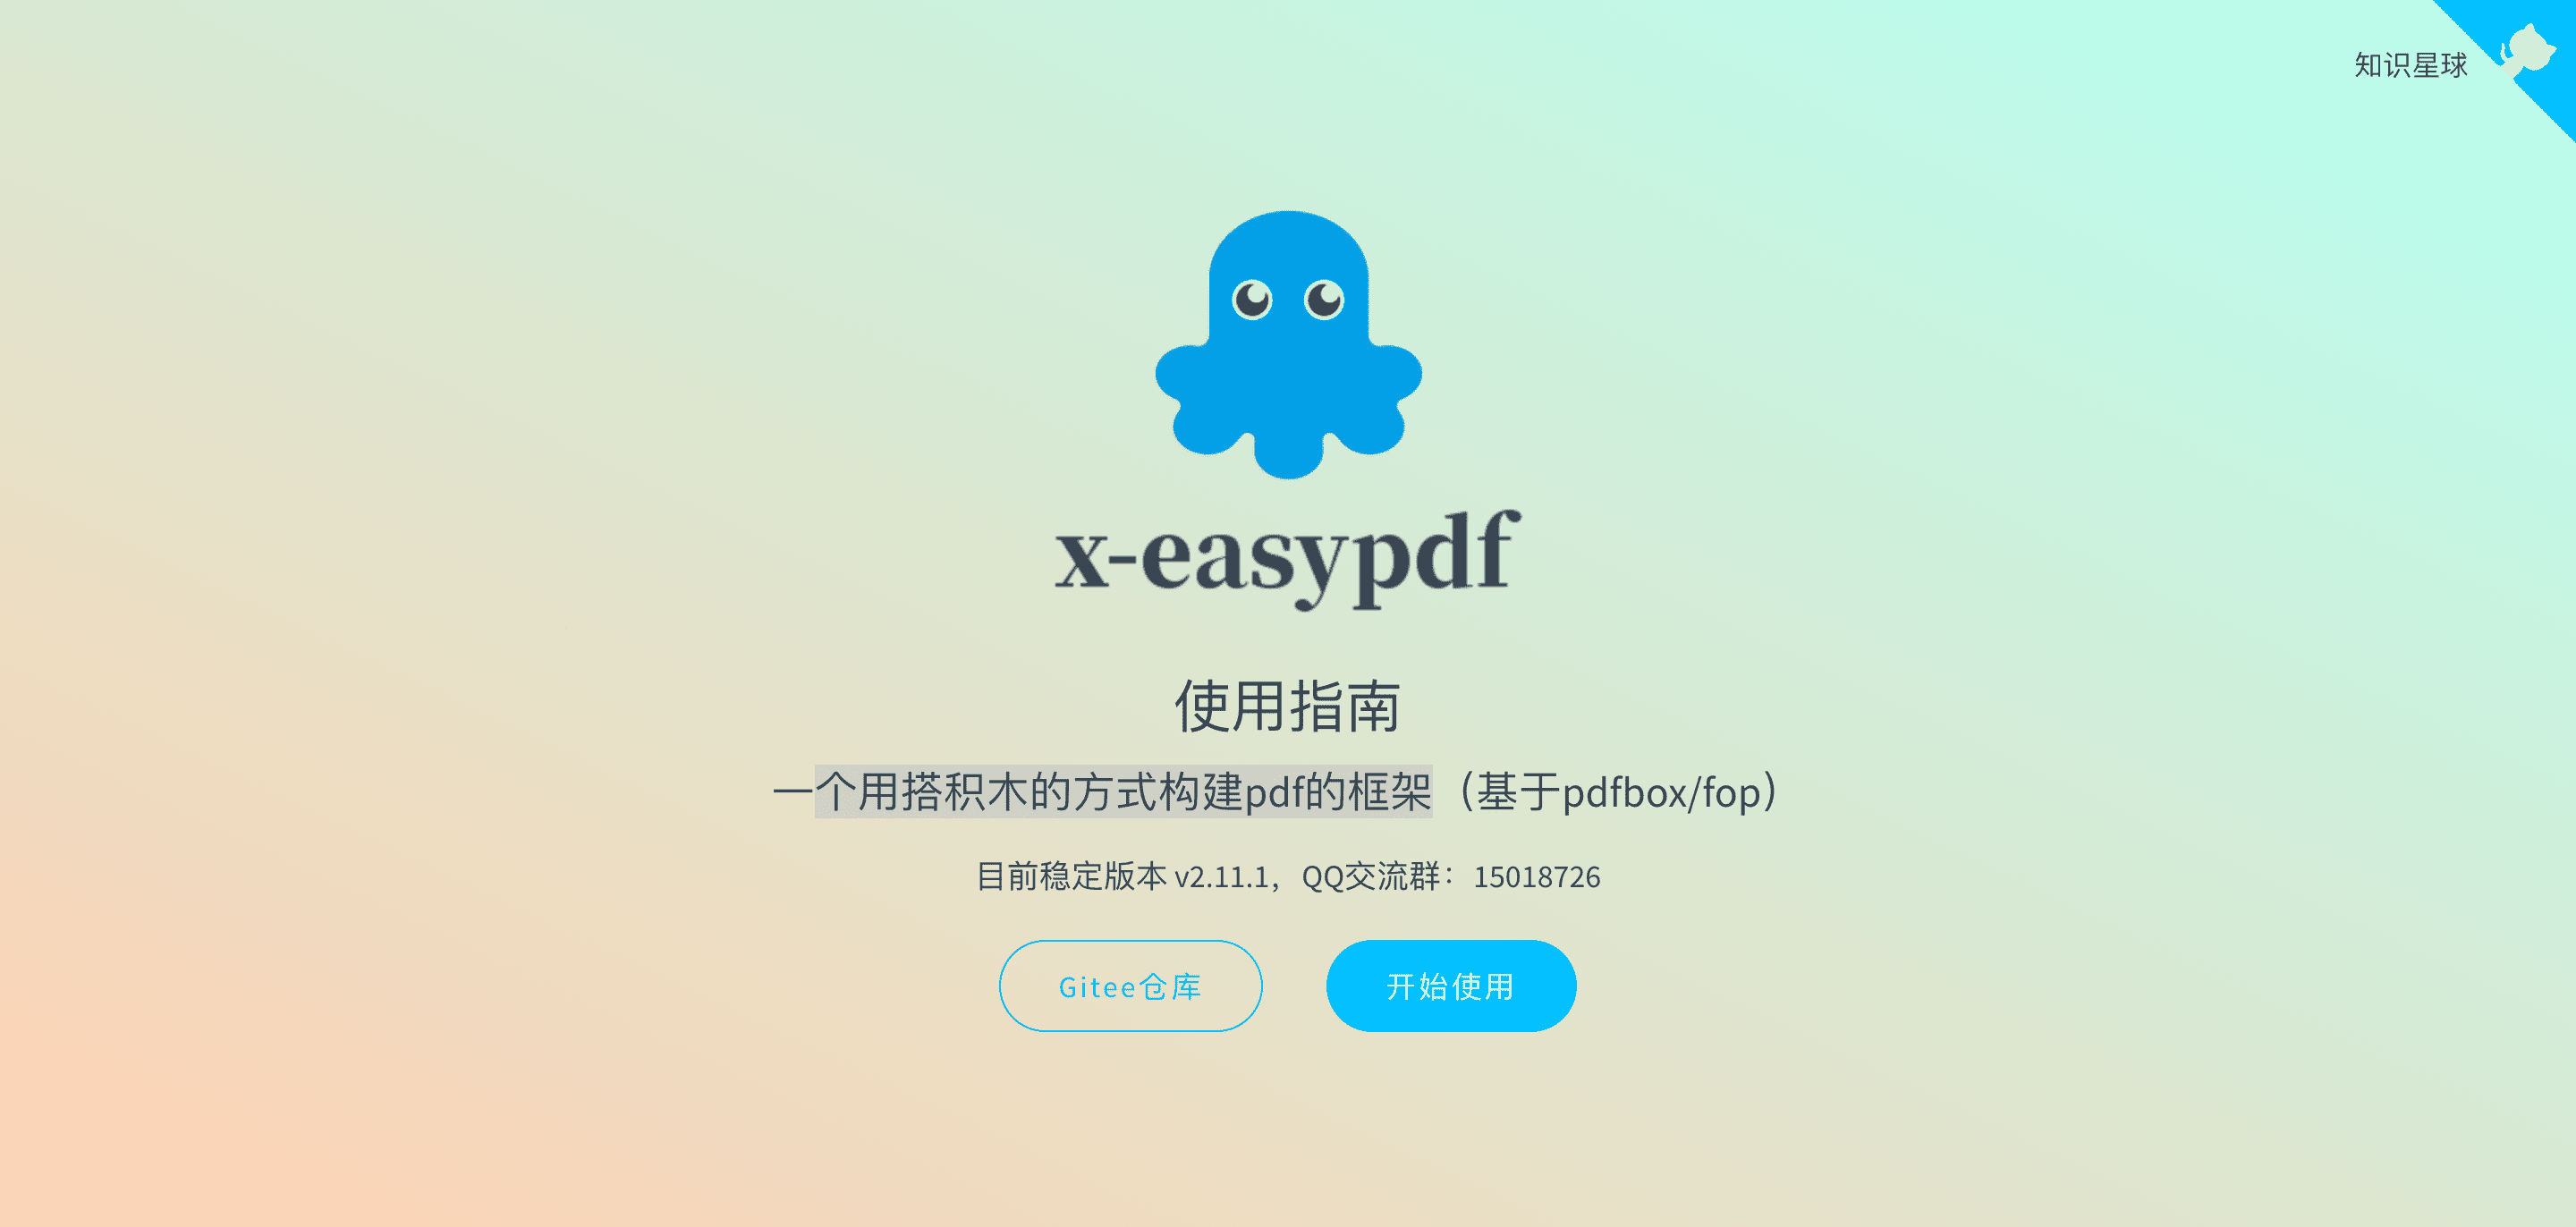 知识星球
x-easypdf
使用指南
一个用搭积木的方式构建pdf的框架（基于pdfbox/fop）
目前稳定版本 v2.11.1，QQ交流群：15018726
Gitee仓库
开始使用